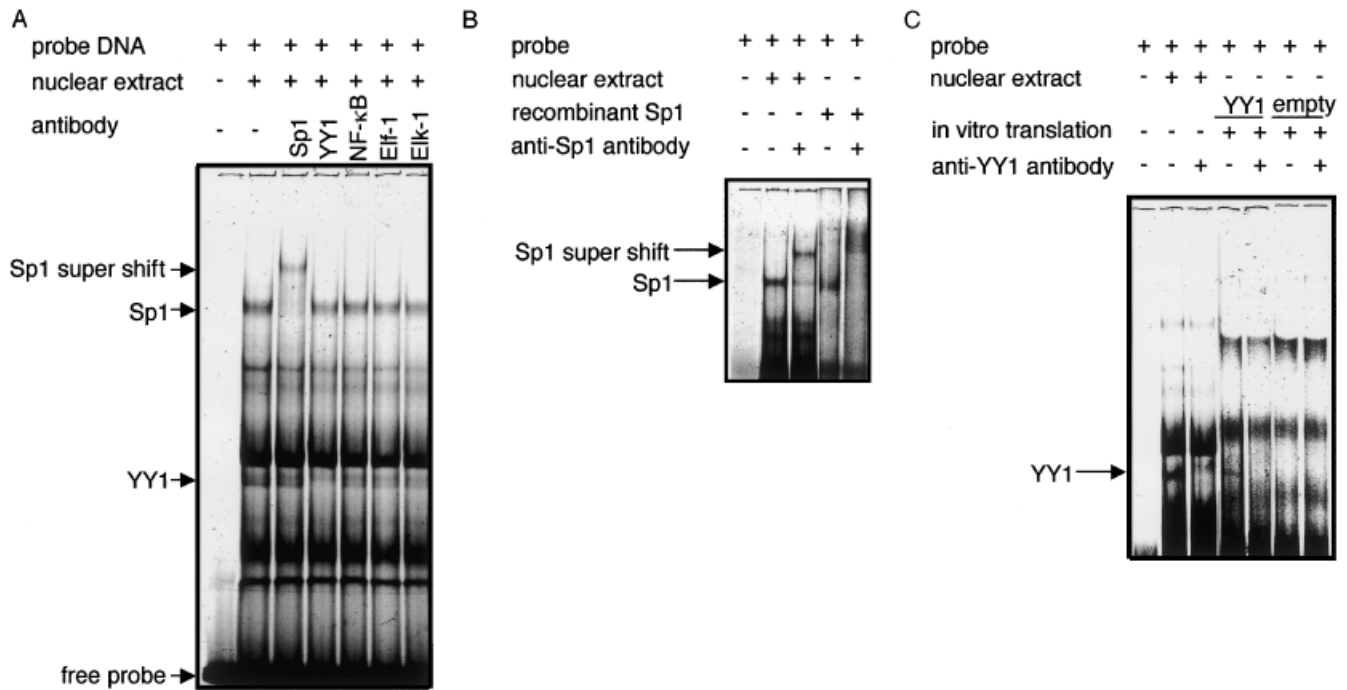 A
probe DNA + + + + + + +
nuclear extract - + + + + + +
antibody - - Sp1 YY1 NF-κB Elf-1 Elk-1
Sp1 super shift
Sp1
YY1
free probe
B
probe + + + + +
nuclear extract - + + - -
recombinant Sp1 - - - + +
anti-Sp1 antibody - - + - +
Sp1 super shift
Sp1
C
probe + + + + + + +
nuclear extract - + + - - - -
YY1 empty
in vitro translation - - - + + + +
anti-YY1 antibody - - + - + - +
YY1